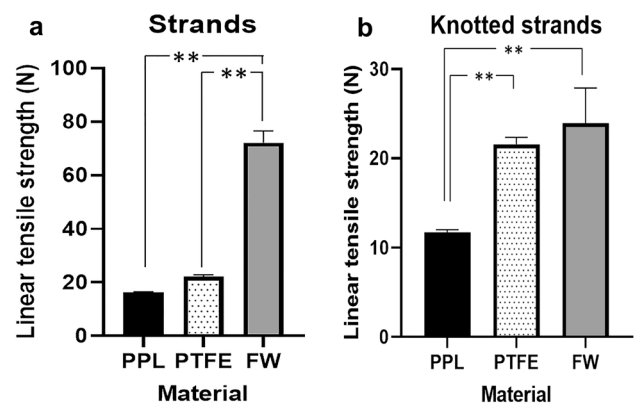 a
Strands
Linear tensile strength (N)
100
80
60
40
20
0
**
**
PPL PTFE FW
Material
b
Knotted strands
Linear tensile strength (N)
30
20
10
0
**
**
PPL PTFE FW
Material